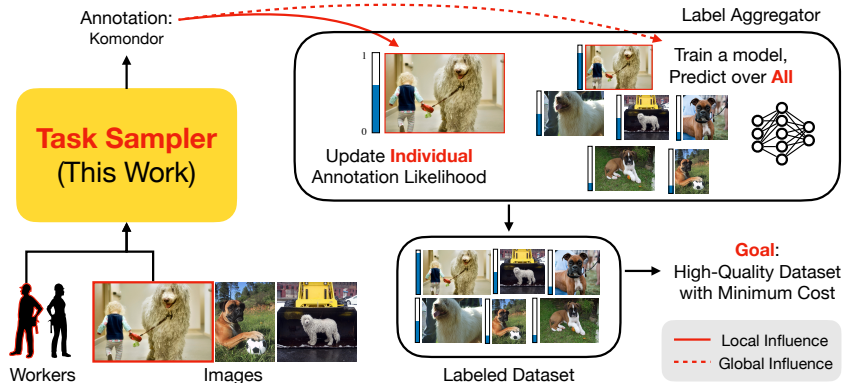 Annotation:
Komondor
Label Aggregator
1
0
Update Individual
Annotation Likelihood
Train a model,
Predict over All
Task Sampler
(This Work)
Workers
Images
Labeled Dataset
Goal:
High-Quality Dataset
with Minimum Cost
Local Influence
Global Influence